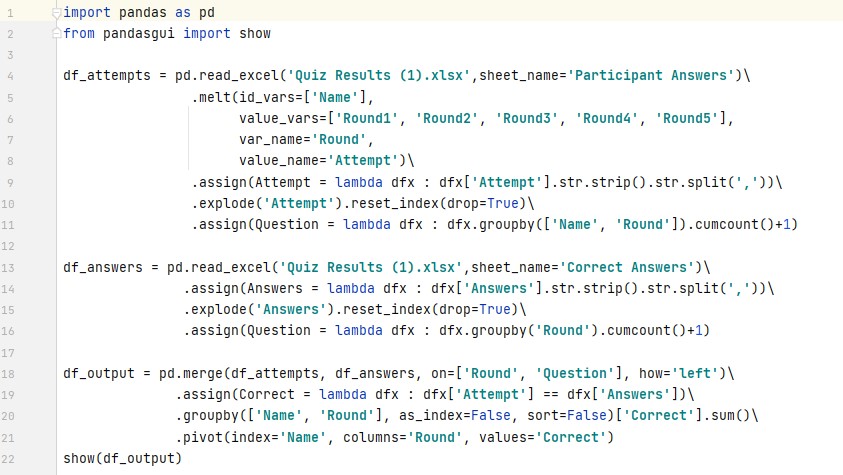 1 import pandas as pd
2 from pandasgui import show
3
4 df_attempts = pd.read_excel('Quiz Results (1).xlsx',sheet_name='Participant Answers')\
5                 .melt(id_vars=['Name'],
6                       value_vars=['Round1', 'Round2', 'Round3', 'Round4', 'Round5'],
7                       var_name='Round',
8                       value_name='Attempt')\
9                 .assign(Attempt = lambda dfx : dfx['Attempt'].str.strip().str.split(','))\
10                .explode('Attempt').reset_index(drop=True)\
11                .assign(Question = lambda dfx : dfx.groupby(['Name', 'Round']).cumcount()+1)
12
13 df_answers = pd.read_excel('Quiz Results (1).xlsx',sheet_name='Correct Answers')\
14               .assign(Answers = lambda dfx : dfx['Answers'].str.strip().str.split(','))\
15               .explode('Answers').reset_index(drop=True)\
16               .assign(Question = lambda dfx : dfx.groupby('Round').cumcount()+1)
17
18 df_output = pd.merge(df_attempts, df_answers, on=['Round', 'Question'], how='left')\
19              .assign(Correct = lambda dfx : dfx['Attempt'] == dfx['Answers'])\
20              .groupby(['Name', 'Round'], as_index=False, sort=False)['Correct'].sum()\
21              .pivot(index='Name', columns='Round', values='Correct')
22 show(df_output)